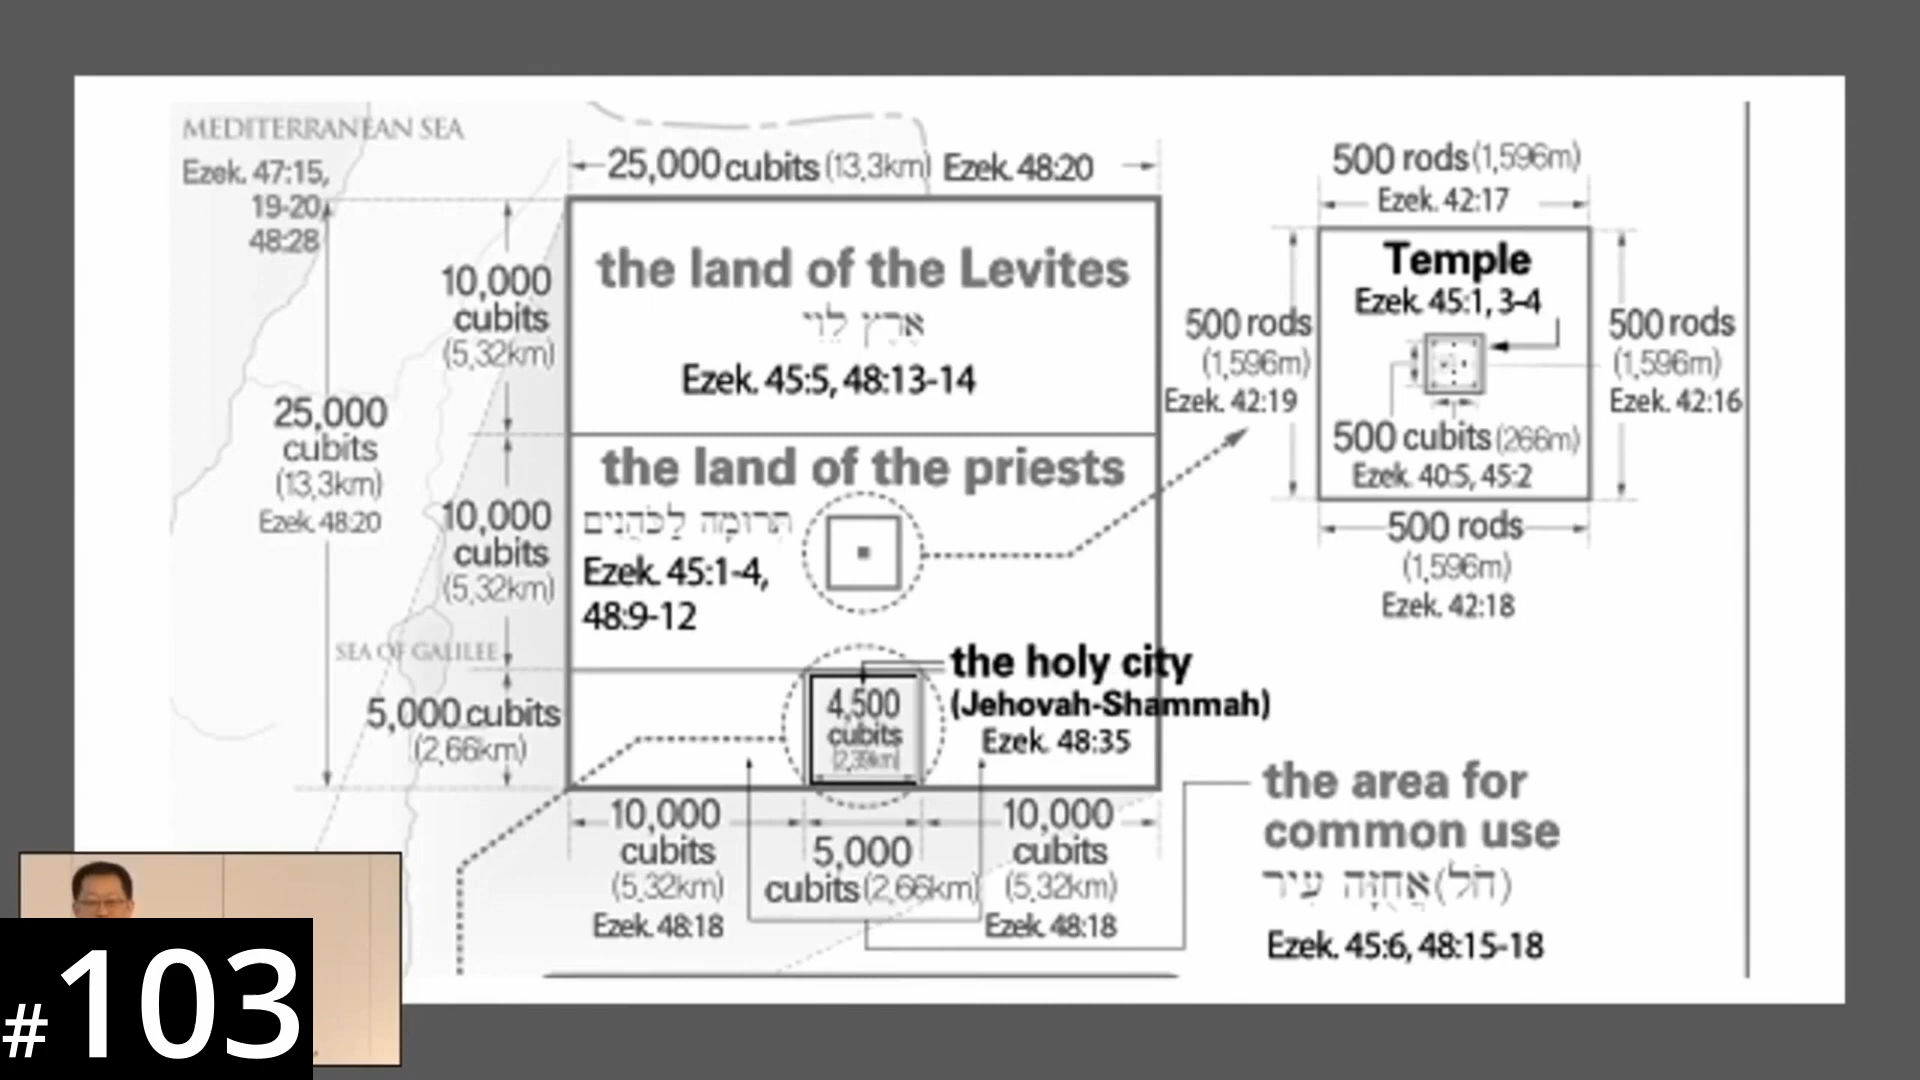 MEDITERRANEAN SEA
Ezek. 47:15,
19-20,
48:28
25,000 cubits (13,3km) Ezek. 48:20
10,000
cubits
(5,32km)
25,000
cubits
(13,3km)
Ezek. 48:20
10,000
cubits
(5,32km)
SEA OF GALILEE
5,000 cubits
(2,66km)
the land of the Levites
אֶרֶץ לֵוִי
Ezek. 45:5, 48:13-14
the land of the priests
תְּרוּמָה לַכֹּהֲנִים
Ezek. 45:1-4,
48:9-12
4,500
cubits
(2,39km)
the holy city
(Jehovah-Shammah)
Ezek. 48:35
10,000
cubits
(5,32km)
Ezek. 48:18
5,000
cubits (2,66km)
10,000
cubits
(5,32km)
Ezek. 48:18
500 rods (1,596m)
Ezek. 42:17
Temple
Ezek. 45:1, 3-4
500 cubits (266m)
Ezek. 40:5, 45:2
500 rods
(1,596m)
Ezek. 42:19
500 rods
(1,596m)
Ezek. 42:16
500 rods
(1,596m)
Ezek. 42:18
the area for
common use
(חֹל) אֲחֻזָּה עִיר
Ezek. 45:6, 48:15-18
#103